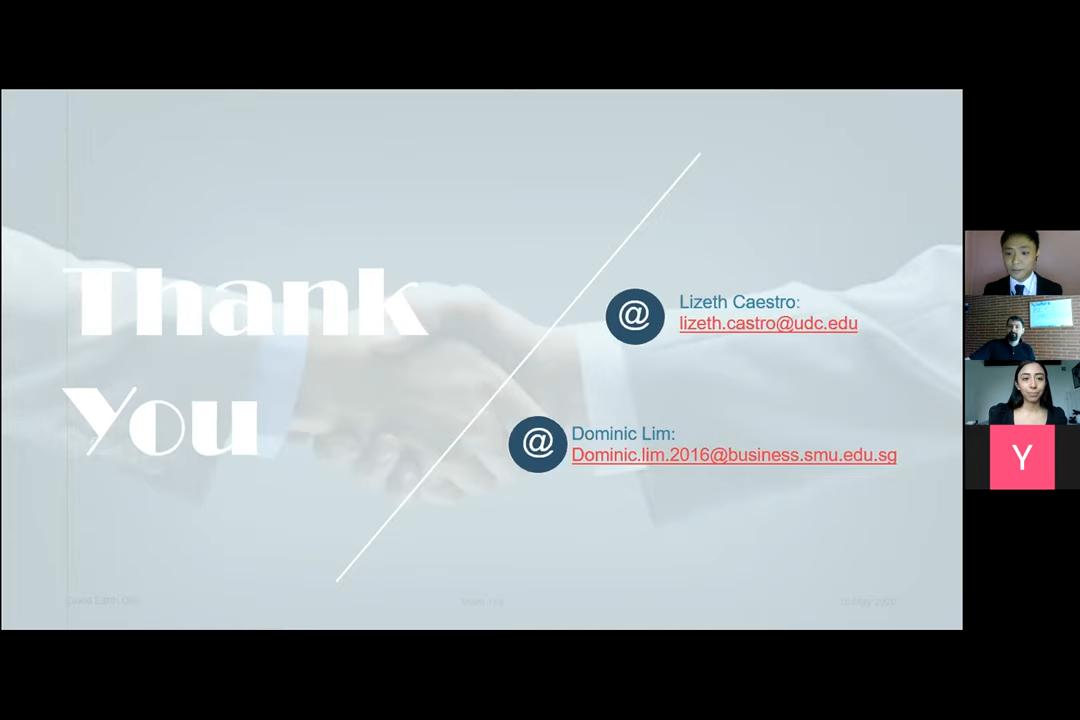 Thank
You
@
Lizeth Caestro:
lizeth.castro@udc.edu
@
Dominic Lim:
Dominic.lim.2016@business.smu.edu.sg
Y